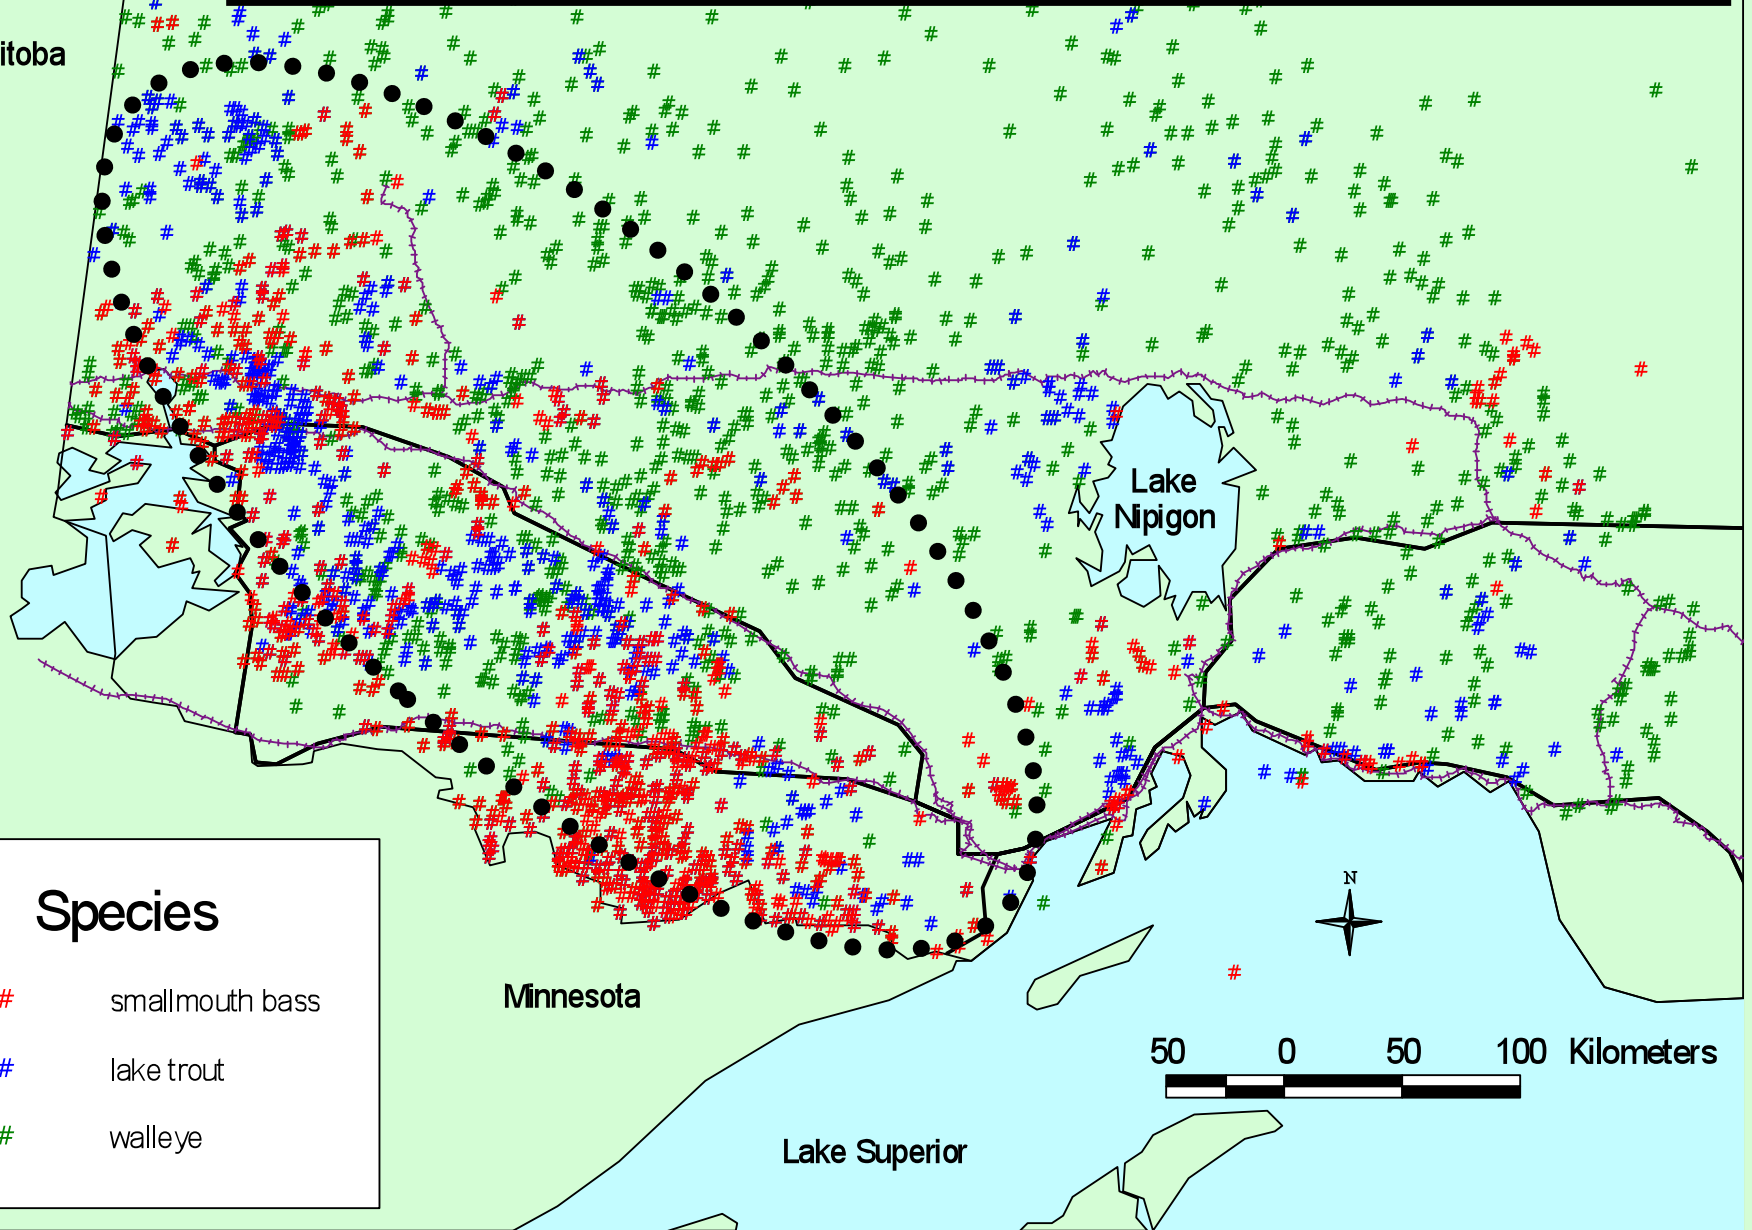 itoba
Lake
Nipigon
Species
# smallmouth bass
# lake trout
# walleye
Minnesota
N
50 0 50 100 Kilometers
Lake Superior